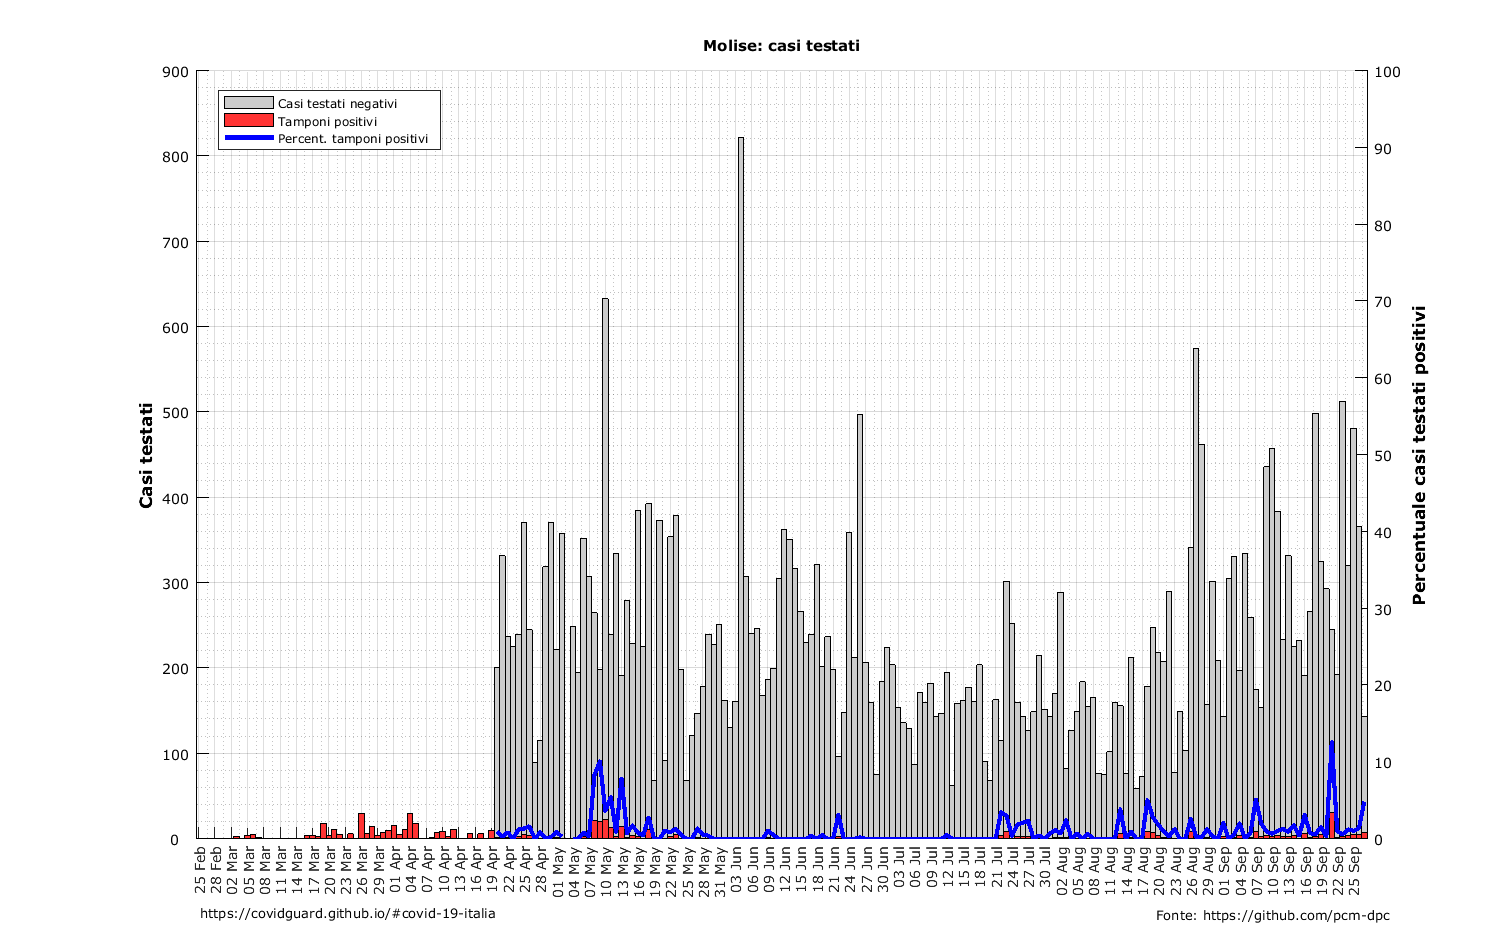 Molise: casi testati
Casi testati negativi
Tamponi positivi
Percent. tamponi positivi
Casi testati
900
800
700
600
500
400
300
200
100
0
Percentuale casi testati positivi
100
90
80
70
60
50
40
30
20
10
0
25 Feb
28 Feb
02 Mar
05 Mar
08 Mar
11 Mar
14 Mar
17 Mar
20 Mar
23 Mar
26 Mar
29 Mar
01 Apr
04 Apr
07 Apr
10 Apr
13 Apr
16 Apr
19 Apr
22 Apr
25 Apr
28 Apr
01 May
04 May
07 May
10 May
13 May
16 May
19 May
22 May
25 May
28 May
31 May
03 Jun
06 Jun
09 Jun
12 Jun
15 Jun
18 Jun
21 Jun
24 Jun
27 Jun
30 Jun
03 Jul
06 Jul
09 Jul
12 Jul
15 Jul
18 Jul
21 Jul
24 Jul
27 Jul
30 Jul
02 Aug
05 Aug
08 Aug
11 Aug
14 Aug
17 Aug
20 Aug
23 Aug
26 Aug
29 Aug
01 Sep
04 Sep
07 Sep
10 Sep
13 Sep
16 Sep
19 Sep
22 Sep
25 Sep
https://covidguard.github.io/#covid-19-italia
Fonte: https://github.com/pcm-dpc